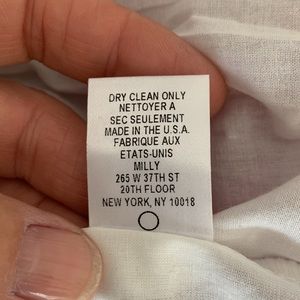 DRY CLEAN ONLY
NETTOYER A
SEC SEULEMENT
MADE IN THE U.S.A.
FABRIQUE AUX
ETATS-UNIS
MILLY
265 W 37TH ST
20TH FLOOR
NEW YORK, NY 10018